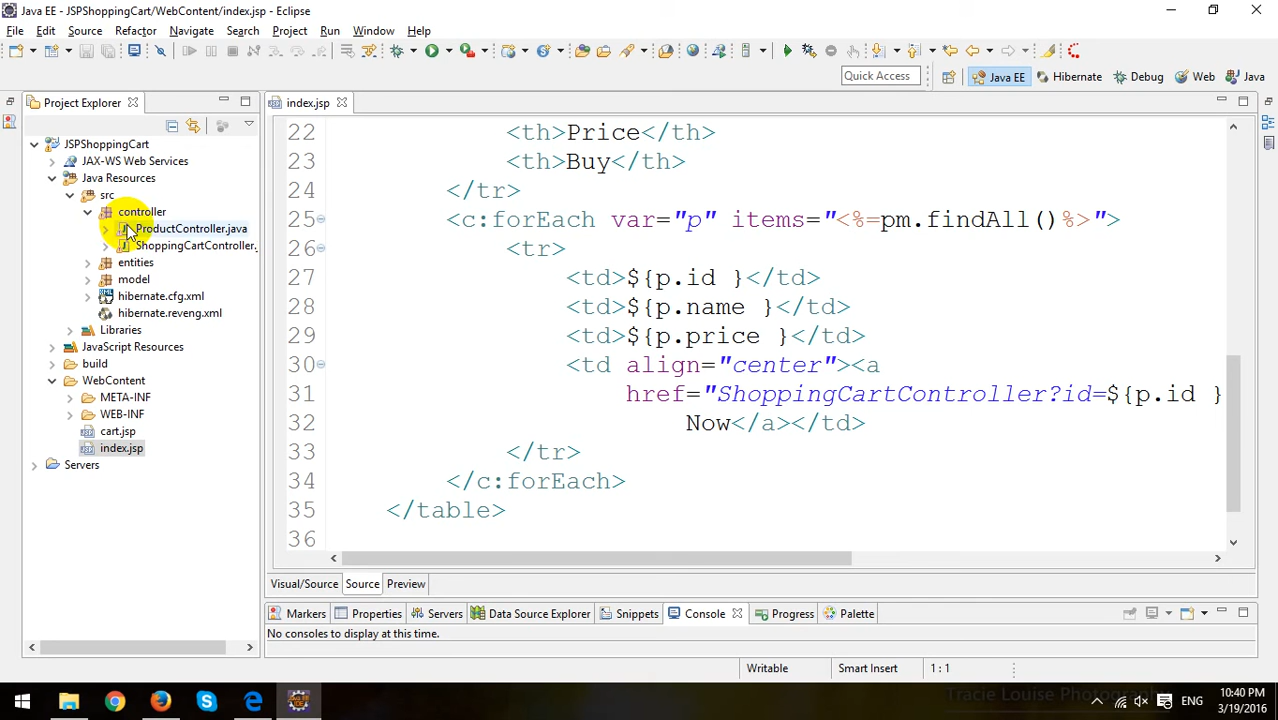 Java EE - JSPShoppingCart/WebContent/index.jsp - Eclipse
File Edit Source Refactor Navigate Search Project Run Window Help
Quick Access Java EE Hibernate Debug Web Java
Project Explorer
JSPShoppingCart
JAX-WS Web Services
Java Resources
src
controller
ProductController.java
ShoppingCartController.
entities
model
hibernate.cfg.xml
hibernate.reveng.xml
Libraries
JavaScript Resources
build
WebContent
META-INF
WEB-INF
cart.jsp
index.jsp
Servers
index.jsp
22 <th>Price</th>
23 <th>Buy</th>
24 </tr>
25 <c:forEach var="p" items="<%=pm.findAll()%>">
26 <tr>
27 <td>${p.id }</td>
28 <td>${p.name }</td>
29 <td>${p.price }</td>
30 <td align="center"><a
31 href="ShoppingCartController?id=${p.id }
32 Now</a></td>
33 </tr>
34 </c:forEach>
35 </table>
36
Visual/Source Source Preview
Markers Properties Servers Data Source Explorer Snippets Console Progress Palette
No consoles to display at this time.
Writable Smart Insert 1 : 1
Tracie Louise Photography
ENG
10:40 PM
3/19/2016